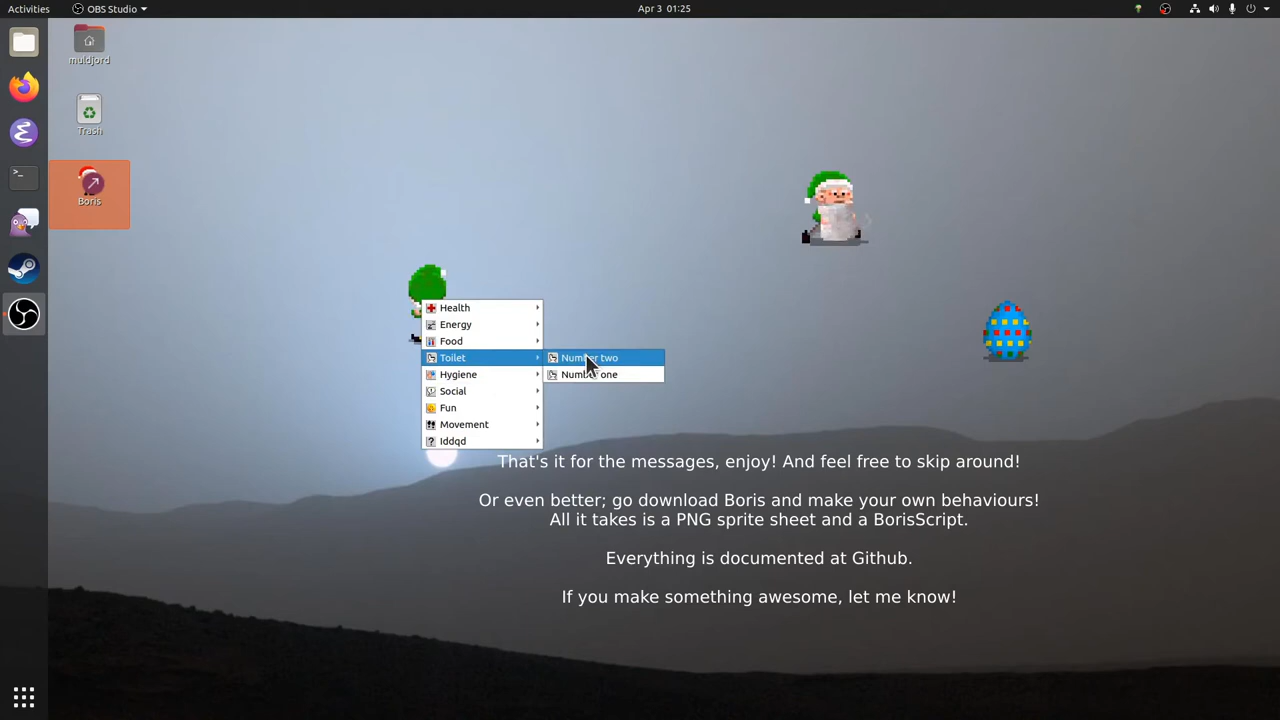 Activities
OBS Studio
Apr 3 01:25
muldjord
Trash
Boris
Health
Energy
Food
Toilet
Number two
Hygiene
Number one
Social
Fun
Movement
Iddqd
That's it for the messages, enjoy! And feel free to skip around!
Or even better; go download Boris and make your own behaviours!
All it takes is a PNG sprite sheet and a BorisScript.
Everything is documented at Github.
If you make something awesome, let me know!